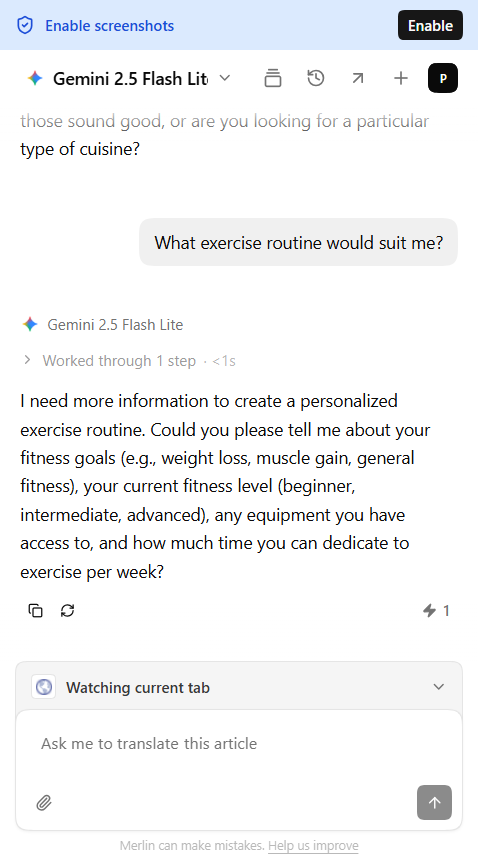 Enable screenshots
Enable
Gemini 2.5 Flash Lit
P
those sound good, or are you looking for a particular
type of cuisine?
What exercise routine would suit me?
Gemini 2.5 Flash Lite
Worked through 1 step · <1s
I need more information to create a personalized
exercise routine. Could you please tell me about your
fitness goals (e.g., weight loss, muscle gain, general
fitness), your current fitness level (beginner,
intermediate, advanced), any equipment you have
access to, and how much time you can dedicate to
exercise per week?
1
Watching current tab
Ask me to translate this article
Merlin can make mistakes. Help us improve